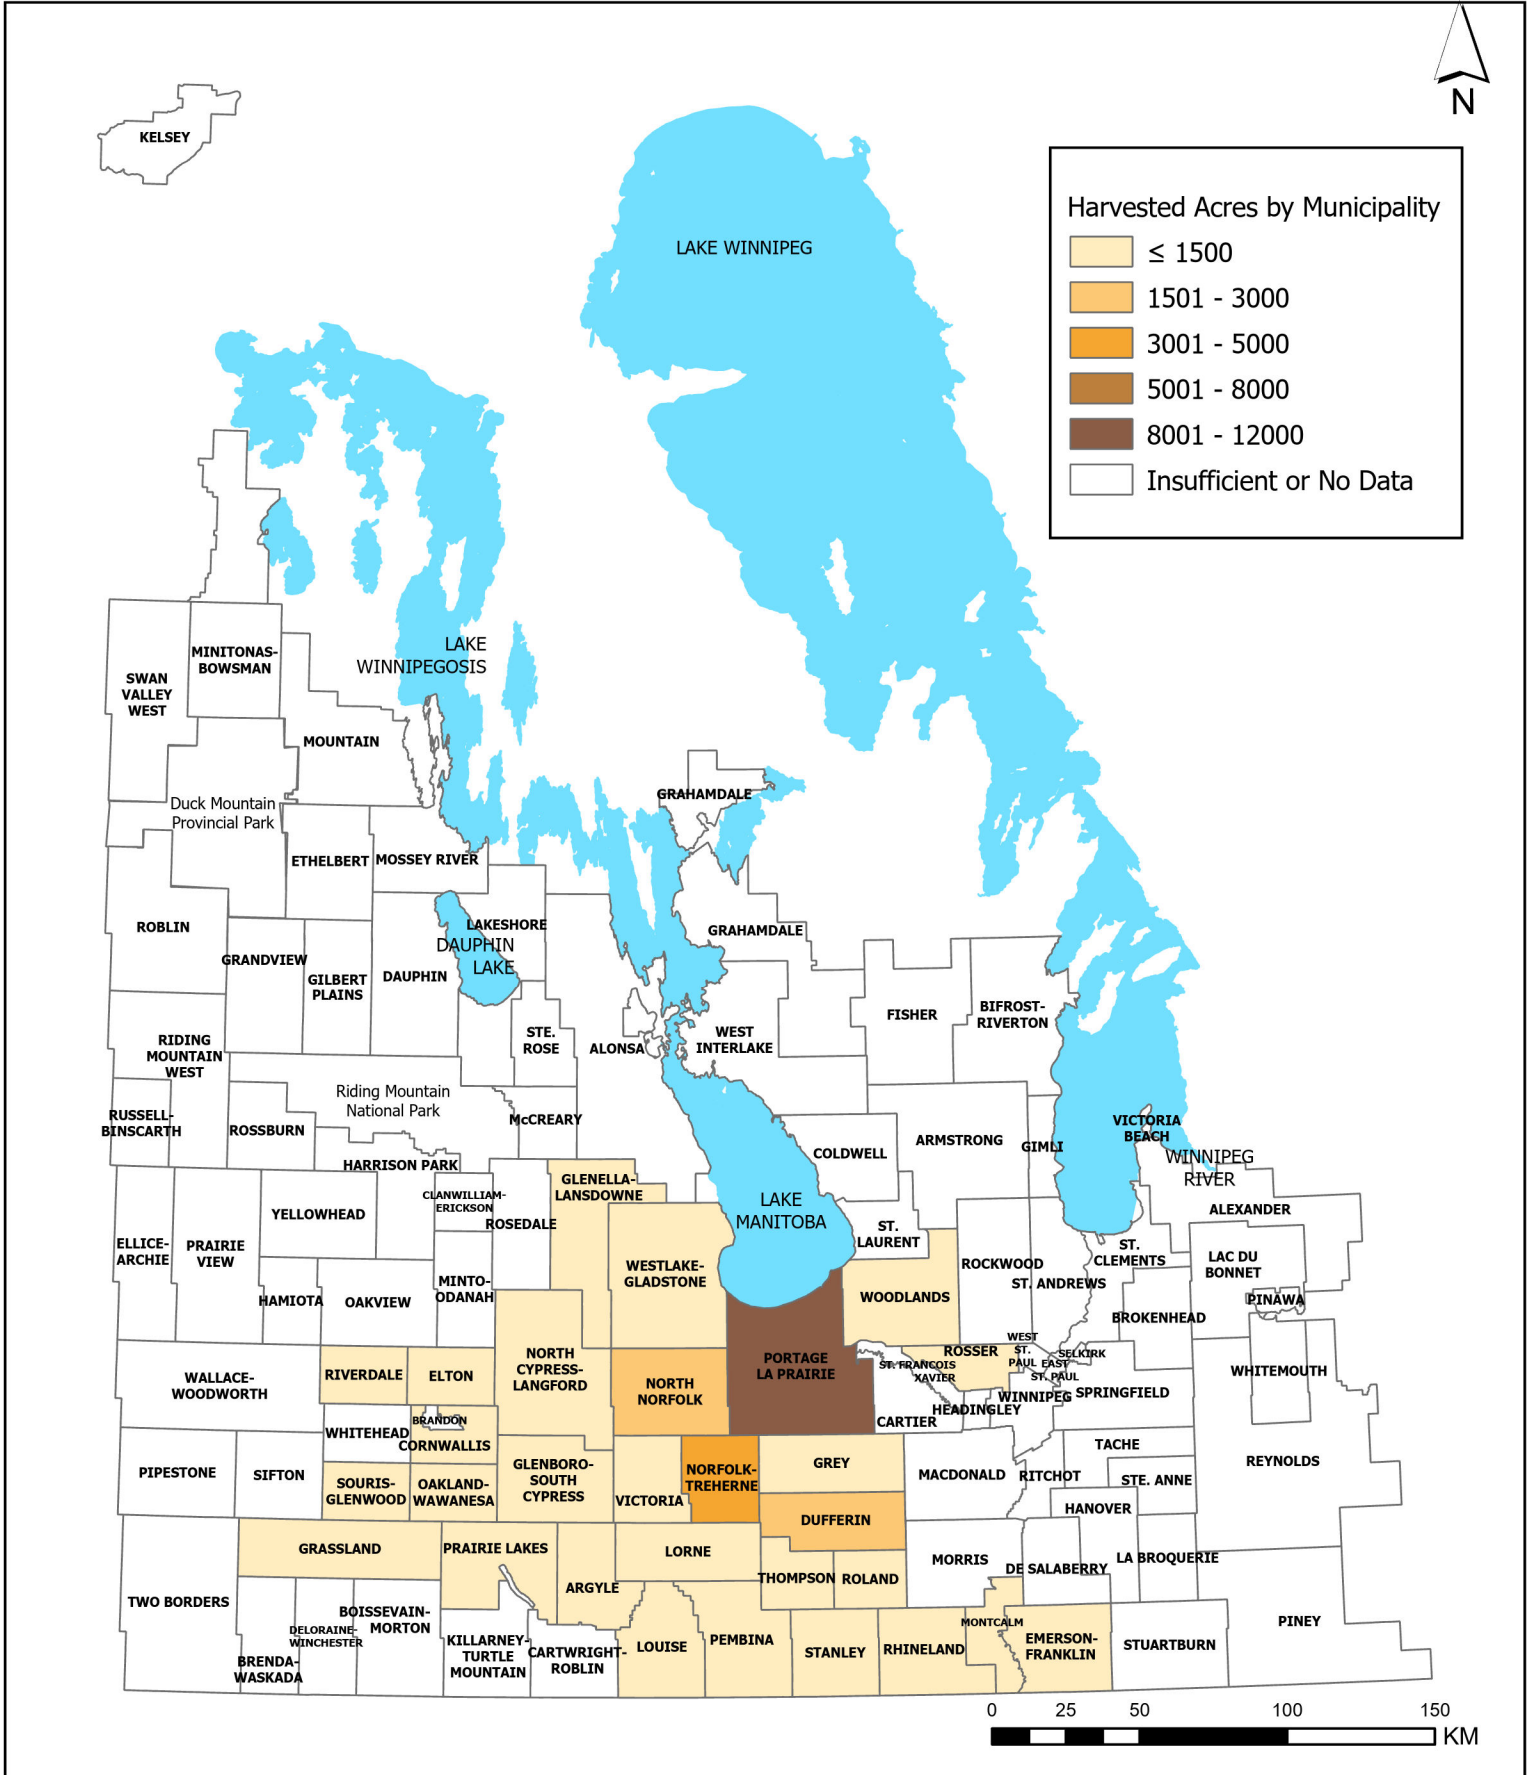 N
KELSEY
LAKE WINNIPEG
Harvested Acres by Municipality
≤ 1500
1501 - 3000
3001 - 5000
5001 - 8000
8001 - 12000
Insufficient or No Data
LAKE
WINNIPEGOSIS
MINITONAS-
BOWSMAN
SWAN
VALLEY
WEST
MOUNTAIN
Duck Mountain
Provincial Park
GRAHAMDALE
ETHELBERT
MOSSEY RIVER
ROBLIN
LAKESHORE
DAUPHIN
LAKE
GRAHAMDALE
GRANDVIEW
GILBERT
PLAINS
DAUPHIN
FISHER
BIFROST-
RIVERTON
RIDING
MOUNTAIN
WEST
STE.
ROSE
ALONSA
WEST
INTERLAKE
Riding Mountain
National Park
RUSSELL-
BINSCARTH
ROSSBURN
McCREARY
ARMSTRONG
GIMLI
VICTORIA
BEACH
COLDWELL
WINNIPEG
RIVER
HARRISON PARK
GLENELLA-
LANSDOWNE
CLANWILLIAM-
ERICKSON
YELLOWHEAD
ROSEDALE
LAKE
MANITOBA
ALEXANDER
ST.
LAURENT
ELLICE-
ARCHIE
PRAIRIE
VIEW
ST.
CLEMENTS
LAC DU
BONNET
WESTLAKE-
GLADSTONE
ROCKWOOD
ST. ANDREWS
MINTO-
ODANAH
HAMIOTA
OAKVIEW
WOODLANDS
PINAWA
BROKENHEAD
WEST
ST.
PAUL
EAST
ST. PAUL
SELKIRK
ROSSER
ST. FRANCOIS
XAVIER
NORTH
CYPRESS-
LANGFORD
PORTAGE
LA PRAIRIE
RIVERDALE
ELTON
WALLACE-
WOODWORTH
NORTH
NORFOLK
WHITEMOUTH
SPRINGFIELD
WINNIPEG
HEADINGLEY
CARTIER
BRANDON
WHITEHEAD
CORNWALLIS
TACHE
PIPESTONE
SIFTON
GLENBORO-
SOUTH
CYPRESS
NORFOLK-
TREHERNE
GREY
MACDONALD
RITCHOT
STE. ANNE
REYNOLDS
SOURIS-
GLENWOOD
OAKLAND-
WAWANESA
VICTORIA
HANOVER
DUFFERIN
GRASSLAND
PRAIRIE LAKES
LORNE
MORRIS
DE SALABERRY
LA BROQUERIE
THOMPSON
ROLAND
ARGYLE
TWO BORDERS
BOISSEVAIN-
MORTON
DELORAINE-
WINCHESTER
BRENDA-
WASKADA
KILLARNEY-
TURTLE
MOUNTAIN
CARTWRIGHT-
ROBLIN
LOUISE
PEMBINA
STANLEY
RHINELAND
MONTCALM
EMERSON-
FRANKLIN
STUARTBURN
PINEY
0 25 50 100 150
KM